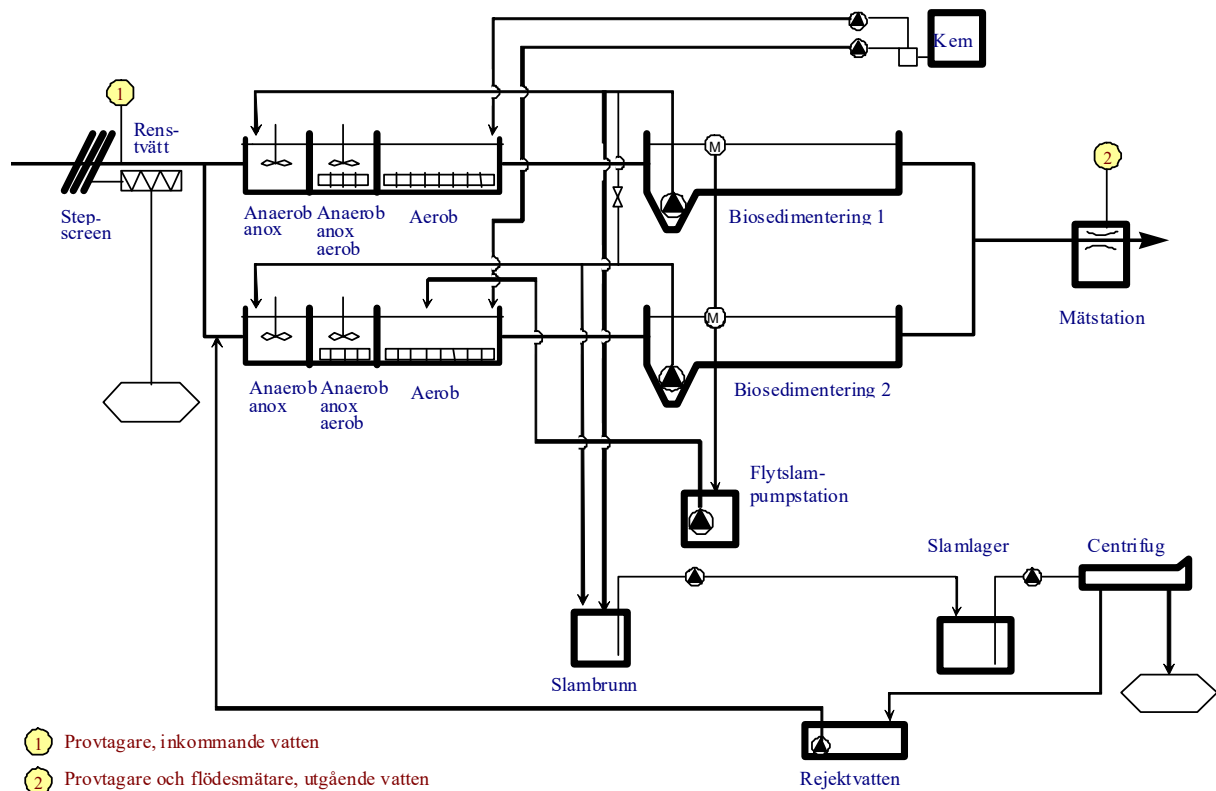 Kem
1
Rens-
tvätt
M
2
Step-
screen
Anaerob
anox
Anaerob
anox
aerob
Aerob
Biosedimentering 1
Mätstation
M
Anaerob
anox
Anaerob
anox
aerob
Aerob
Biosedimentering 2
Flytslam-
pumpstation
Slamlager
Centrifug
Slambrunn
Rejektvatten
1 Provtagare, inkommande vatten
2 Provtagare och flödesmätare, utgående vatten